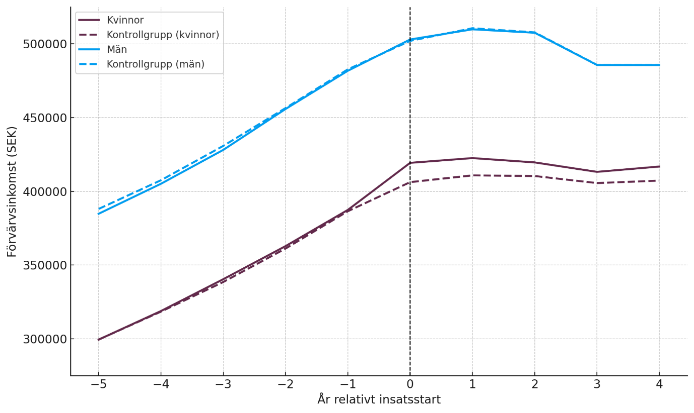 Kvinnor
Kontrollgrupp (kvinnor)
Män
Kontrollgrupp (män)
500000
450000
400000
350000
300000
Förvärvsinkomst (SEK)
−5 −4 −3 −2 −1 0 1 2 3 4
År relativt insatsstart